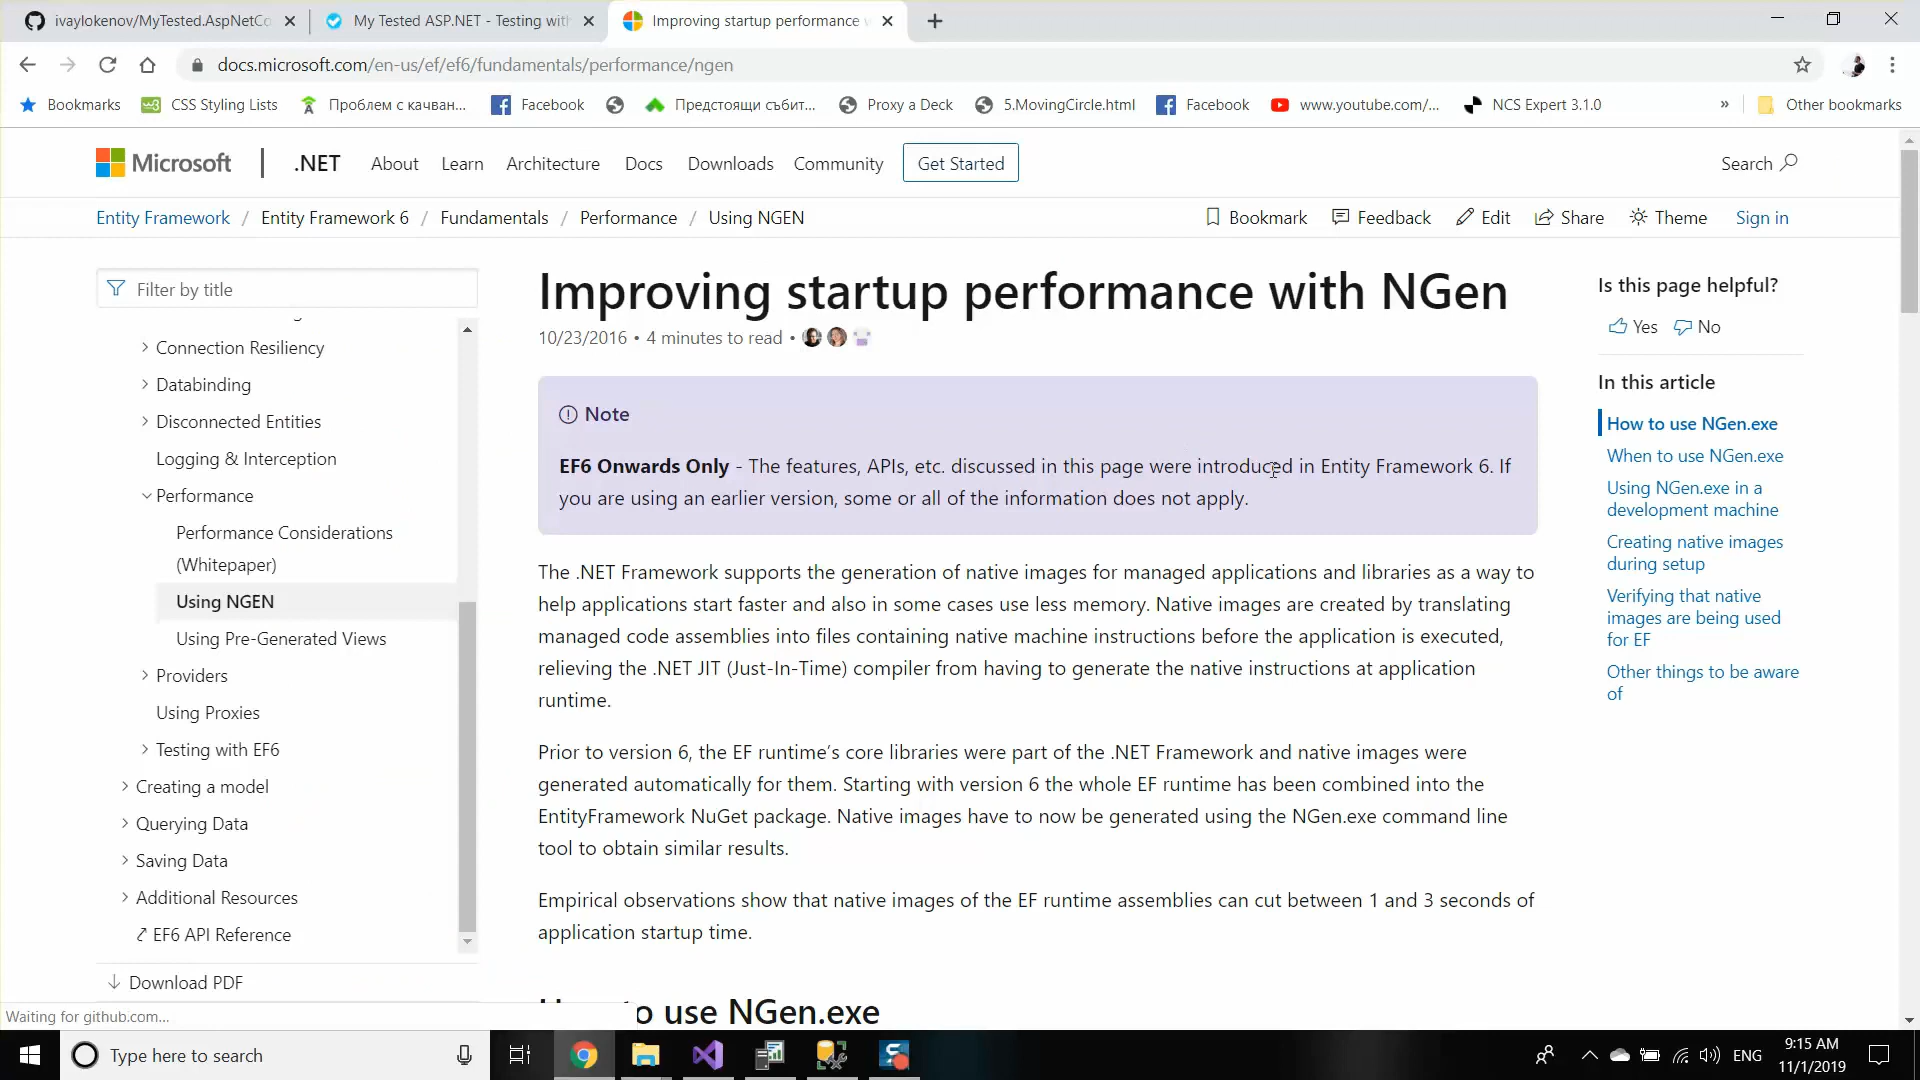 ivaylokenov/MyTested.AspNetCo
My Tested ASP.NET - Testing with
Improving startup performance w
docs.microsoft.com/en-us/ef/ef6/fundamentals/performance/ngen
Bookmarks
CSS Styling Lists
Проблем с качван...
Facebook
Предстоящи събит...
Proxy a Deck
5.MovingCircle.html
Facebook
www.youtube.com/...
NCS Expert 3.1.0
»
Other bookmarks
Microsoft
.NET
About
Learn
Architecture
Docs
Downloads
Community
Get Started
Search
Entity Framework / Entity Framework 6 / Fundamentals / Performance / Using NGEN
Bookmark
Feedback
Edit
Share
Theme
Sign in
Filter by title
Connection Resiliency
Databinding
Disconnected Entities
Logging & Interception
Performance
Performance Considerations
(Whitepaper)
Using NGEN
Using Pre-Generated Views
Providers
Using Proxies
Testing with EF6
Creating a model
Querying Data
Saving Data
Additional Resources
EF6 API Reference
Download PDF
Improving startup performance with NGen
10/23/2016 • 4 minutes to read •
Note
EF6 Onwards Only - The features, APIs, etc. discussed in this page were introduced in Entity Framework 6. If
you are using an earlier version, some or all of the information does not apply.
The .NET Framework supports the generation of native images for managed applications and libraries as a way to
help applications start faster and also in some cases use less memory. Native images are created by translating
managed code assemblies into files containing native machine instructions before the application is executed,
relieving the .NET JIT (Just-In-Time) compiler from having to generate the native instructions at application
runtime.
Prior to version 6, the EF runtime’s core libraries were part of the .NET Framework and native images were
generated automatically for them. Starting with version 6 the whole EF runtime has been combined into the
EntityFramework NuGet package. Native images have to now be generated using the NGen.exe command line
tool to obtain similar results.
Empirical observations show that native images of the EF runtime assemblies can cut between 1 and 3 seconds of
application startup time.
to use NGen.exe
Is this page helpful?
Yes
No
In this article
How to use NGen.exe
When to use NGen.exe
Using NGen.exe in a
development machine
Creating native images
during setup
Verifying that native
images are being used
for EF
Other things to be aware
of
Waiting for github.com...
Type here to search
ENG
9:15 AM
11/1/2019